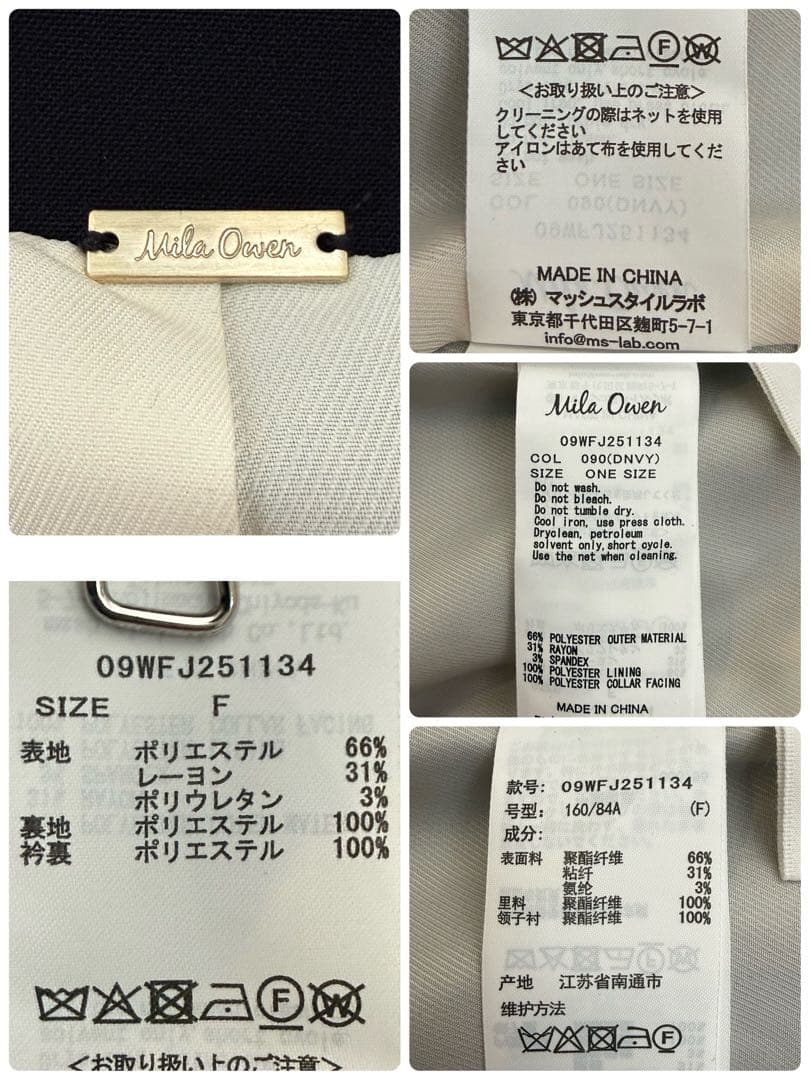 Mila Owen
<お取り扱い上のご注意>
クリーニングの際はネットを使用
してください
アイロンはあて布を使用してくだ
さい
SIZE ONE SIZE
COL 090(DNVY)
09WFJ251134
MADE IN CHINA
(株) マッシュスタイルラボ
東京都千代田区麹町5-7-1
info@ms-lab.com
Mila Owen
09WFJ251134
COL 090(DNVY)
SIZE ONE SIZE
Do not wash.
Do not bleach.
Do not tumble dry.
Cool iron, use press cloth.
Dryclean, petroleum
solvent only,short cycle.
Use the net when cleaning.
66% POLYESTER OUTER MATERIAL
31% RAYON
3% SPANDEX
100% POLYESTER LINING
100% POLYESTER COLLAR FACING
MADE IN CHINA
09WFJ251134
SIZE F
表地 ポリエステル 66%
レーヨン 31%
ポリウレタン 3%
裏地 ポリエステル 100%
衿裏 ポリエステル 100%
F W
<お取り扱い上のご注意>
款号: 09WFJ251134
号型: 160/84A (F)
成分:
表面料 聚酯纤维 66%
粘纤 31%
氨纶 3%
里料 聚酯纤维 100%
领子衬 聚酯纤维 100%
产地 江苏省南通市
维护方法